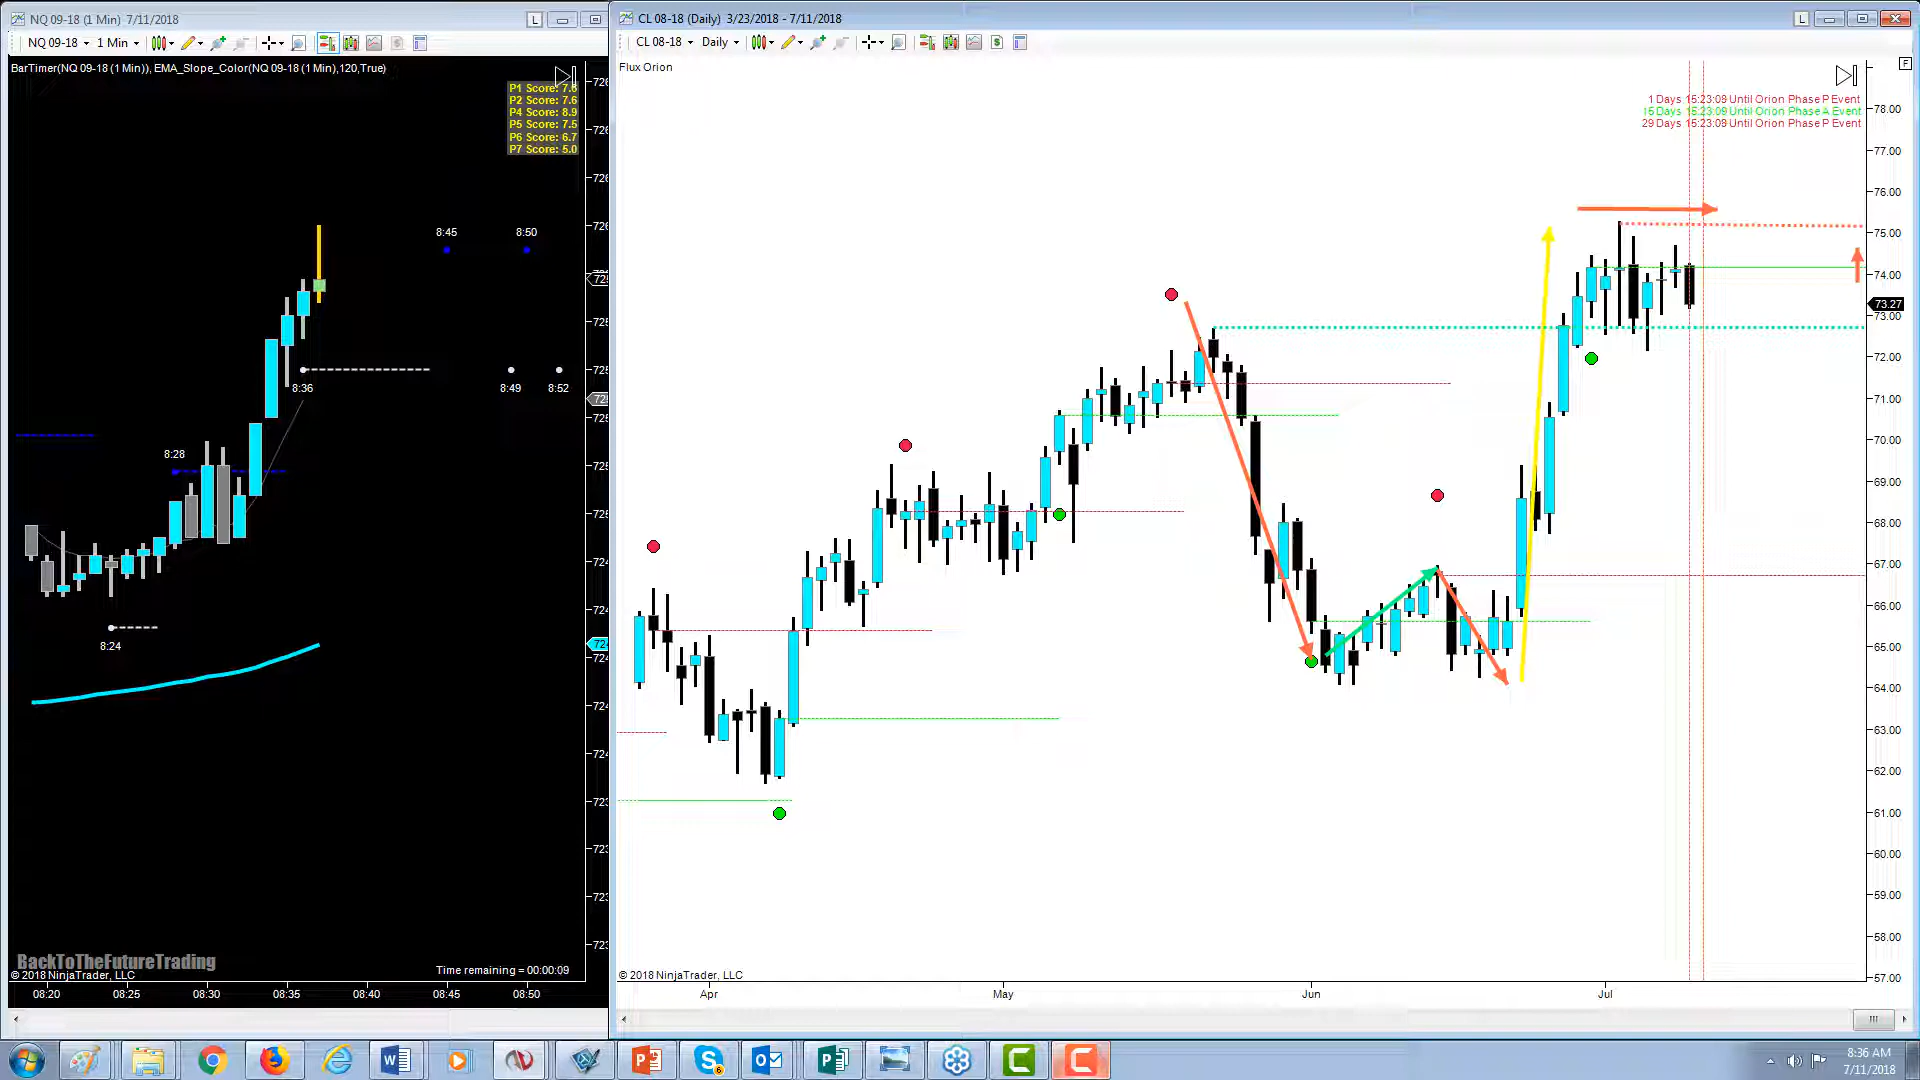 NQ 09-18 (1 Min) 7/11/2018
L
NQ 09-18 1 Min
BarTimer(NQ 09-18 (1 Min)), EMA_Slope_Color(NQ 09-18 (1 Min),120,True)
P1 Score: 7.6
P2 Score: 7.6
P4 Score: 8.9
P5 Score: 7.5
P6 Score: 6.7
P7 Score: 5.0
8:45 8:50
8:36 8:49 8:52
8:28
8:24
BackToTheFutureTrading
© 2018 NinjaTrader, LLC
Time remaining = 00:00:09
08:20 08:25 08:30 08:35 08:40 08:45 08:50
CL 08-18 (Daily) 3/23/2018 - 7/11/2018
L
CL 08-18 Daily
Flux Orion
F
1 Days 15:23:09 Until Orion Phase P Event
15 Days 15:23:09 Until Orion Phase A Event
29 Days 15:23:09 Until Orion Phase P Event
78.00
77.00
76.00
75.00
74.00
73.27
73.00
72.00
71.00
70.00
69.00
68.00
67.00
66.00
65.00
64.00
63.00
62.00
61.00
60.00
59.00
58.00
57.00
© 2018 NinjaTrader, LLC
Apr May Jun Jul
8:36 AM
7/11/2018